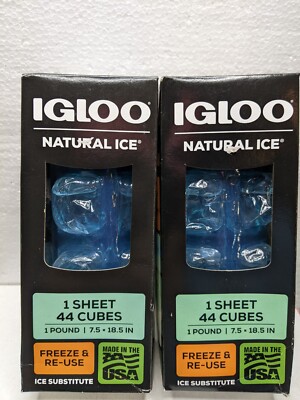 IGLOO®
NATURAL ICE®
1 SHEET
44 CUBES
1 POUND | 7.5 • 18.5 IN
FREEZE &
RE-USE
MADE IN THE
USA
ICE SUBSTITUTE
IGLOO®
NATURAL ICE®
1 SHEET
44 CUBES
1 POUND | 7.5 • 18.5 IN
FREEZE &
RE-USE
MADE IN THE
USA
ICE SUBSTITUTE